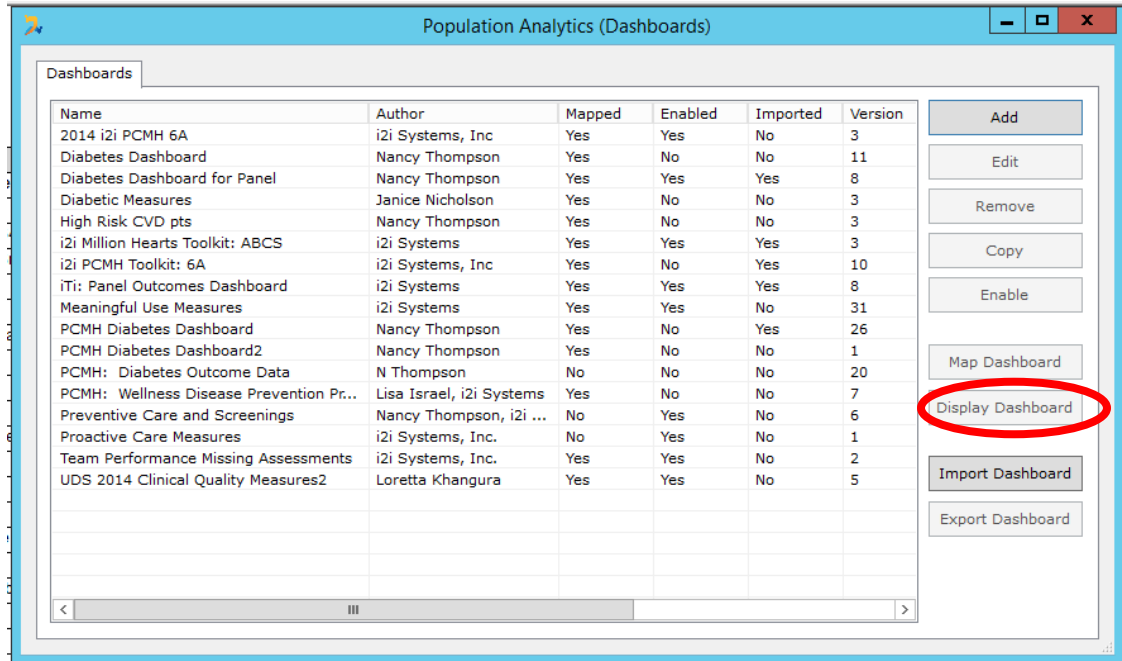 Population Analytics (Dashboards)
Dashboards
Name Author Mapped Enabled Imported Version
2014 i2i PCMH 6A i2i Systems, Inc Yes Yes No 3
Diabetes Dashboard Nancy Thompson Yes No No 11
Diabetes Dashboard for Panel Nancy Thompson Yes Yes Yes 8
Diabetic Measures Janice Nicholson Yes No No 3
High Risk CVD pts Nancy Thompson Yes No No 3
i2i Million Hearts Toolkit: ABCS i2i Systems Yes Yes Yes 3
i2i PCMH Toolkit: 6A i2i Systems, Inc Yes No Yes 10
iTi: Panel Outcomes Dashboard i2i Systems Yes Yes Yes 8
Meaningful Use Measures i2i Systems Yes Yes No 31
PCMH Diabetes Dashboard Nancy Thompson Yes No Yes 26
PCMH Diabetes Dashboard2 Nancy Thompson Yes No No 1
PCMH:  Diabetes Outcome Data N Thompson No No No 20
PCMH:  Wellness Disease Prevention Pr... Lisa Israel, i2i Systems Yes No No 7
Preventive Care and Screenings Nancy Thompson, i2i ... No Yes No 6
Proactive Care Measures i2i Systems, Inc. No Yes No 1
Team Performance Missing Assessments i2i Systems, Inc. Yes Yes No 2
UDS 2014 Clinical Quality Measures2 Loretta Khangura Yes Yes No 5
Add
Edit
Remove
Copy
Enable
Map Dashboard
Display Dashboard
Import Dashboard
Export Dashboard